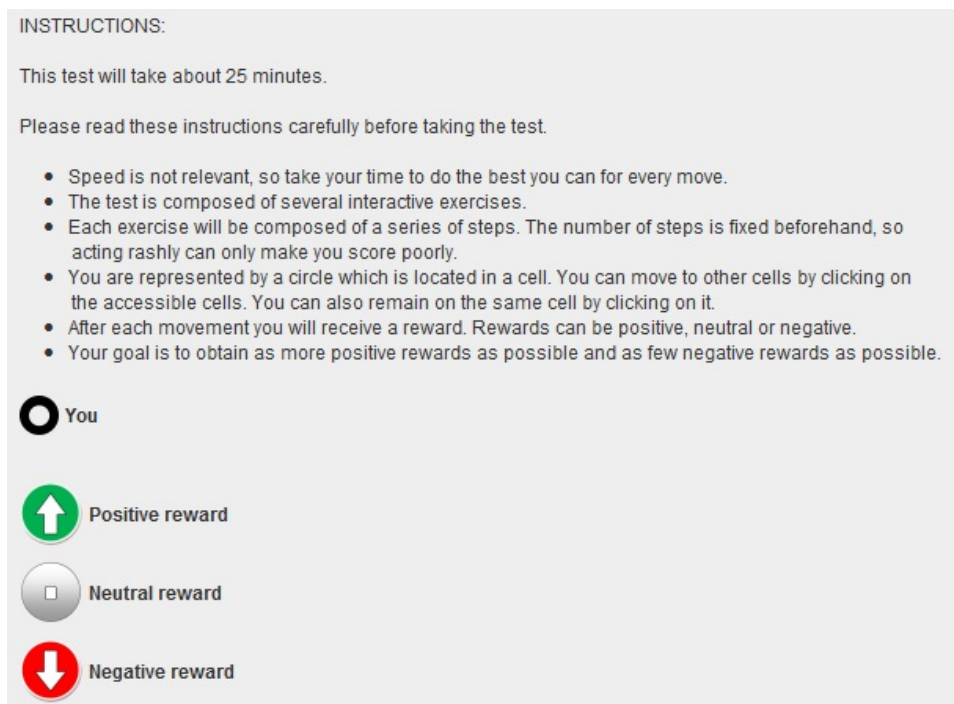 INSTRUCTIONS:
This test will take about 25 minutes.
Please read these instructions carefully before taking the test.
• Speed is not relevant, so take your time to do the best you can for every move.
• The test is composed of several interactive exercises.
• Each exercise will be composed of a series of steps. The number of steps is fixed beforehand, so
acting rashly can only make you score poorly.
• You are represented by a circle which is located in a cell. You can move to other cells by clicking on
the accessible cells. You can also remain on the same cell by clicking on it.
• After each movement you will receive a reward. Rewards can be positive, neutral or negative.
• Your goal is to obtain as more positive rewards as possible and as few negative rewards as possible.
You
Positive reward
Neutral reward
Negative reward